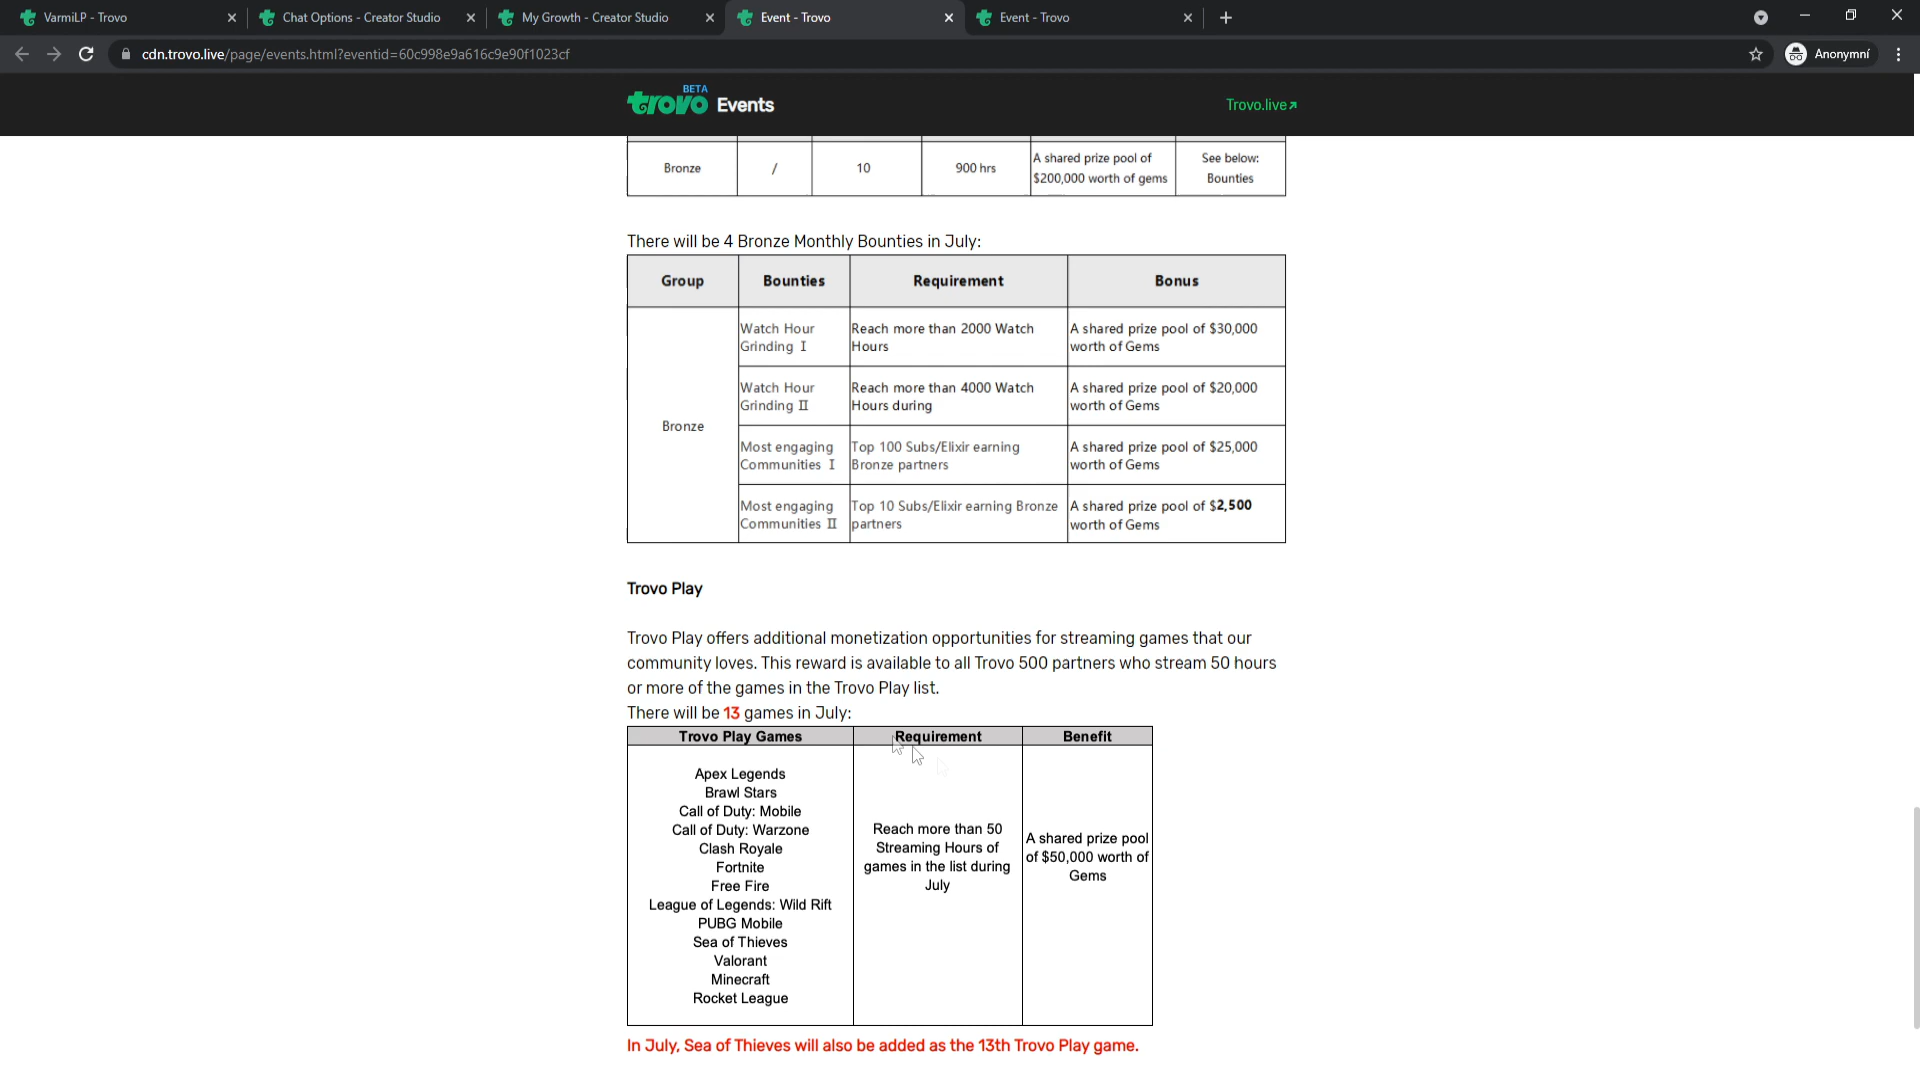 VarmiLP - Trovo
Chat Options - Creator Studio
My Growth - Creator Studio
Event - Trovo
Event - Trovo
cdn.trovo.live/page/events.html?eventid=60c998e9a616c9e90f1023cf
Anonymní
BETA
trovo Events
Trovo.live
Bronze / 10 900 hrs A shared prize pool of $200,000 worth of gems See below: Bounties
There will be 4 Bronze Monthly Bounties in July:
Group Bounties Requirement Bonus
Bronze
Watch Hour Grinding Ⅰ Reach more than 2000 Watch Hours A shared prize pool of $30,000 worth of Gems
Watch Hour Grinding Ⅱ Reach more than 4000 Watch Hours during A shared prize pool of $20,000 worth of Gems
Most engaging Communities Ⅰ Top 100 Subs/Elixir earning Bronze partners A shared prize pool of $25,000 worth of Gems
Most engaging Communities Ⅱ Top 10 Subs/Elixir earning Bronze partners A shared prize pool of $2,500 worth of Gems
Trovo Play
Trovo Play offers additional monetization opportunities for streaming games that our
community loves. This reward is available to all Trovo 500 partners who stream 50 hours
or more of the games in the Trovo Play list.
There will be 13 games in July:
Trovo Play Games Requirement Benefit
Apex Legends
Brawl Stars
Call of Duty: Mobile
Call of Duty: Warzone
Clash Royale
Fortnite
Free Fire
League of Legends: Wild Rift
PUBG Mobile
Sea of Thieves
Valorant
Minecraft
Rocket League
Reach more than 50
Streaming Hours of
games in the list during
July
A shared prize pool
of $50,000 worth of
Gems
In July, Sea of Thieves will also be added as the 13th Trovo Play game.